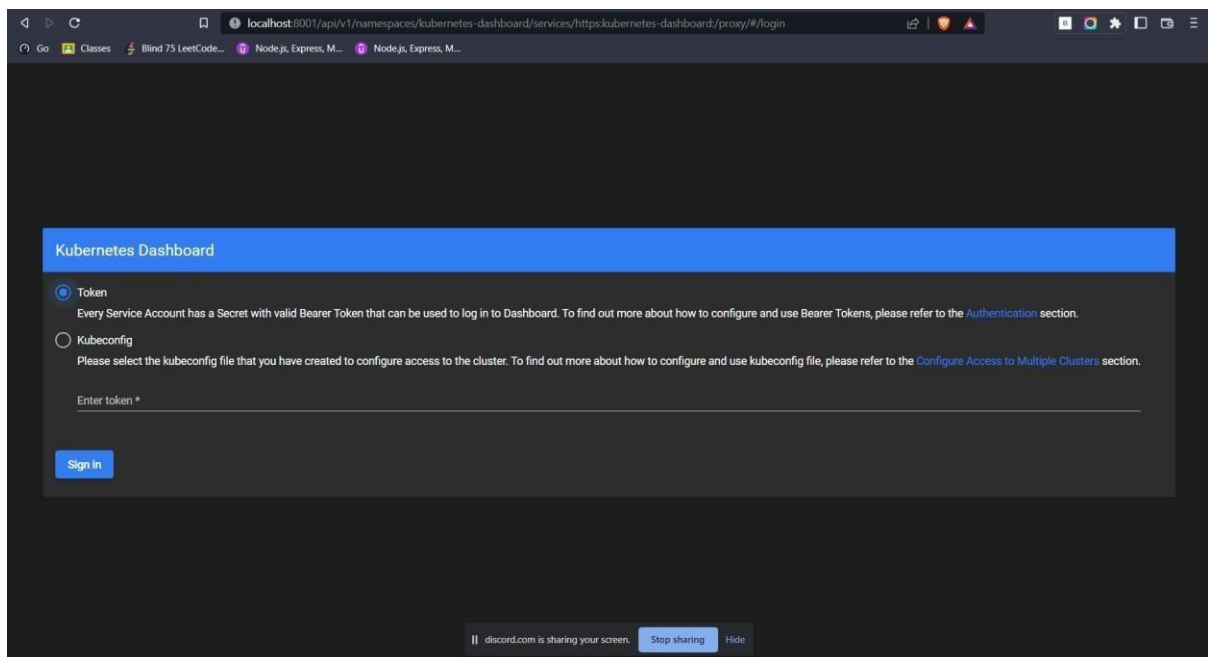 localhost:8001/api/v1/namespaces/kubernetes-dashboard/services/https:kubernetes-dashboard:/proxy/#/login
Go Classes Blind 75 LeetCode... Node.js, Express, M... Node.js, Express, M...
Kubernetes Dashboard
Token
Every Service Account has a Secret with valid Bearer Token that can be used to log in to Dashboard. To find out more about how to configure and use Bearer Tokens, please refer to the Authentication section.
Kubeconfig
Please select the kubeconfig file that you have created to configure access to the cluster. To find out more about how to configure and use kubeconfig file, please refer to the Configure Access to Multiple Clusters section.
Enter token *
Sign in
discord.com is sharing your screen. Stop sharing Hide